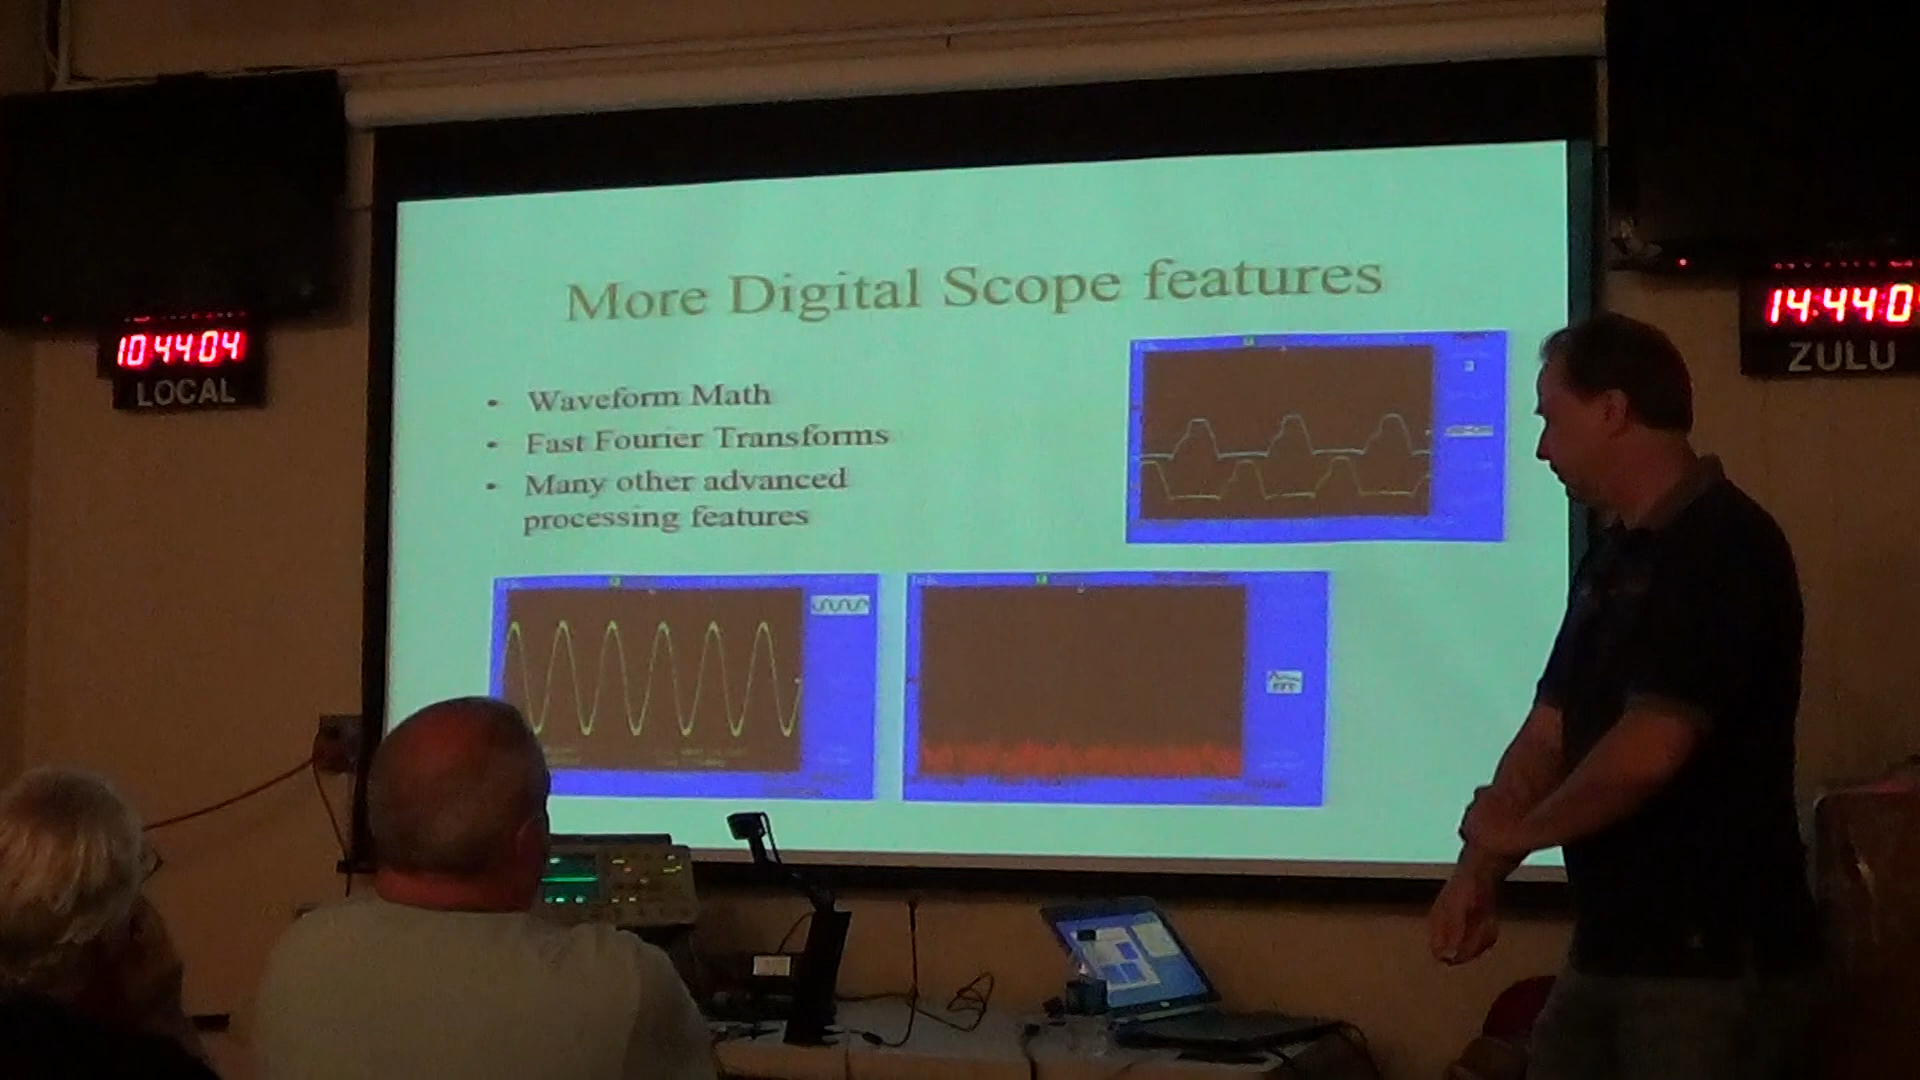 More Digital Scope features
• Waveform Math
• Fast Fourier Transforms
• Many other advanced
processing features
10:44:04
LOCAL
14:44:0
ZULU